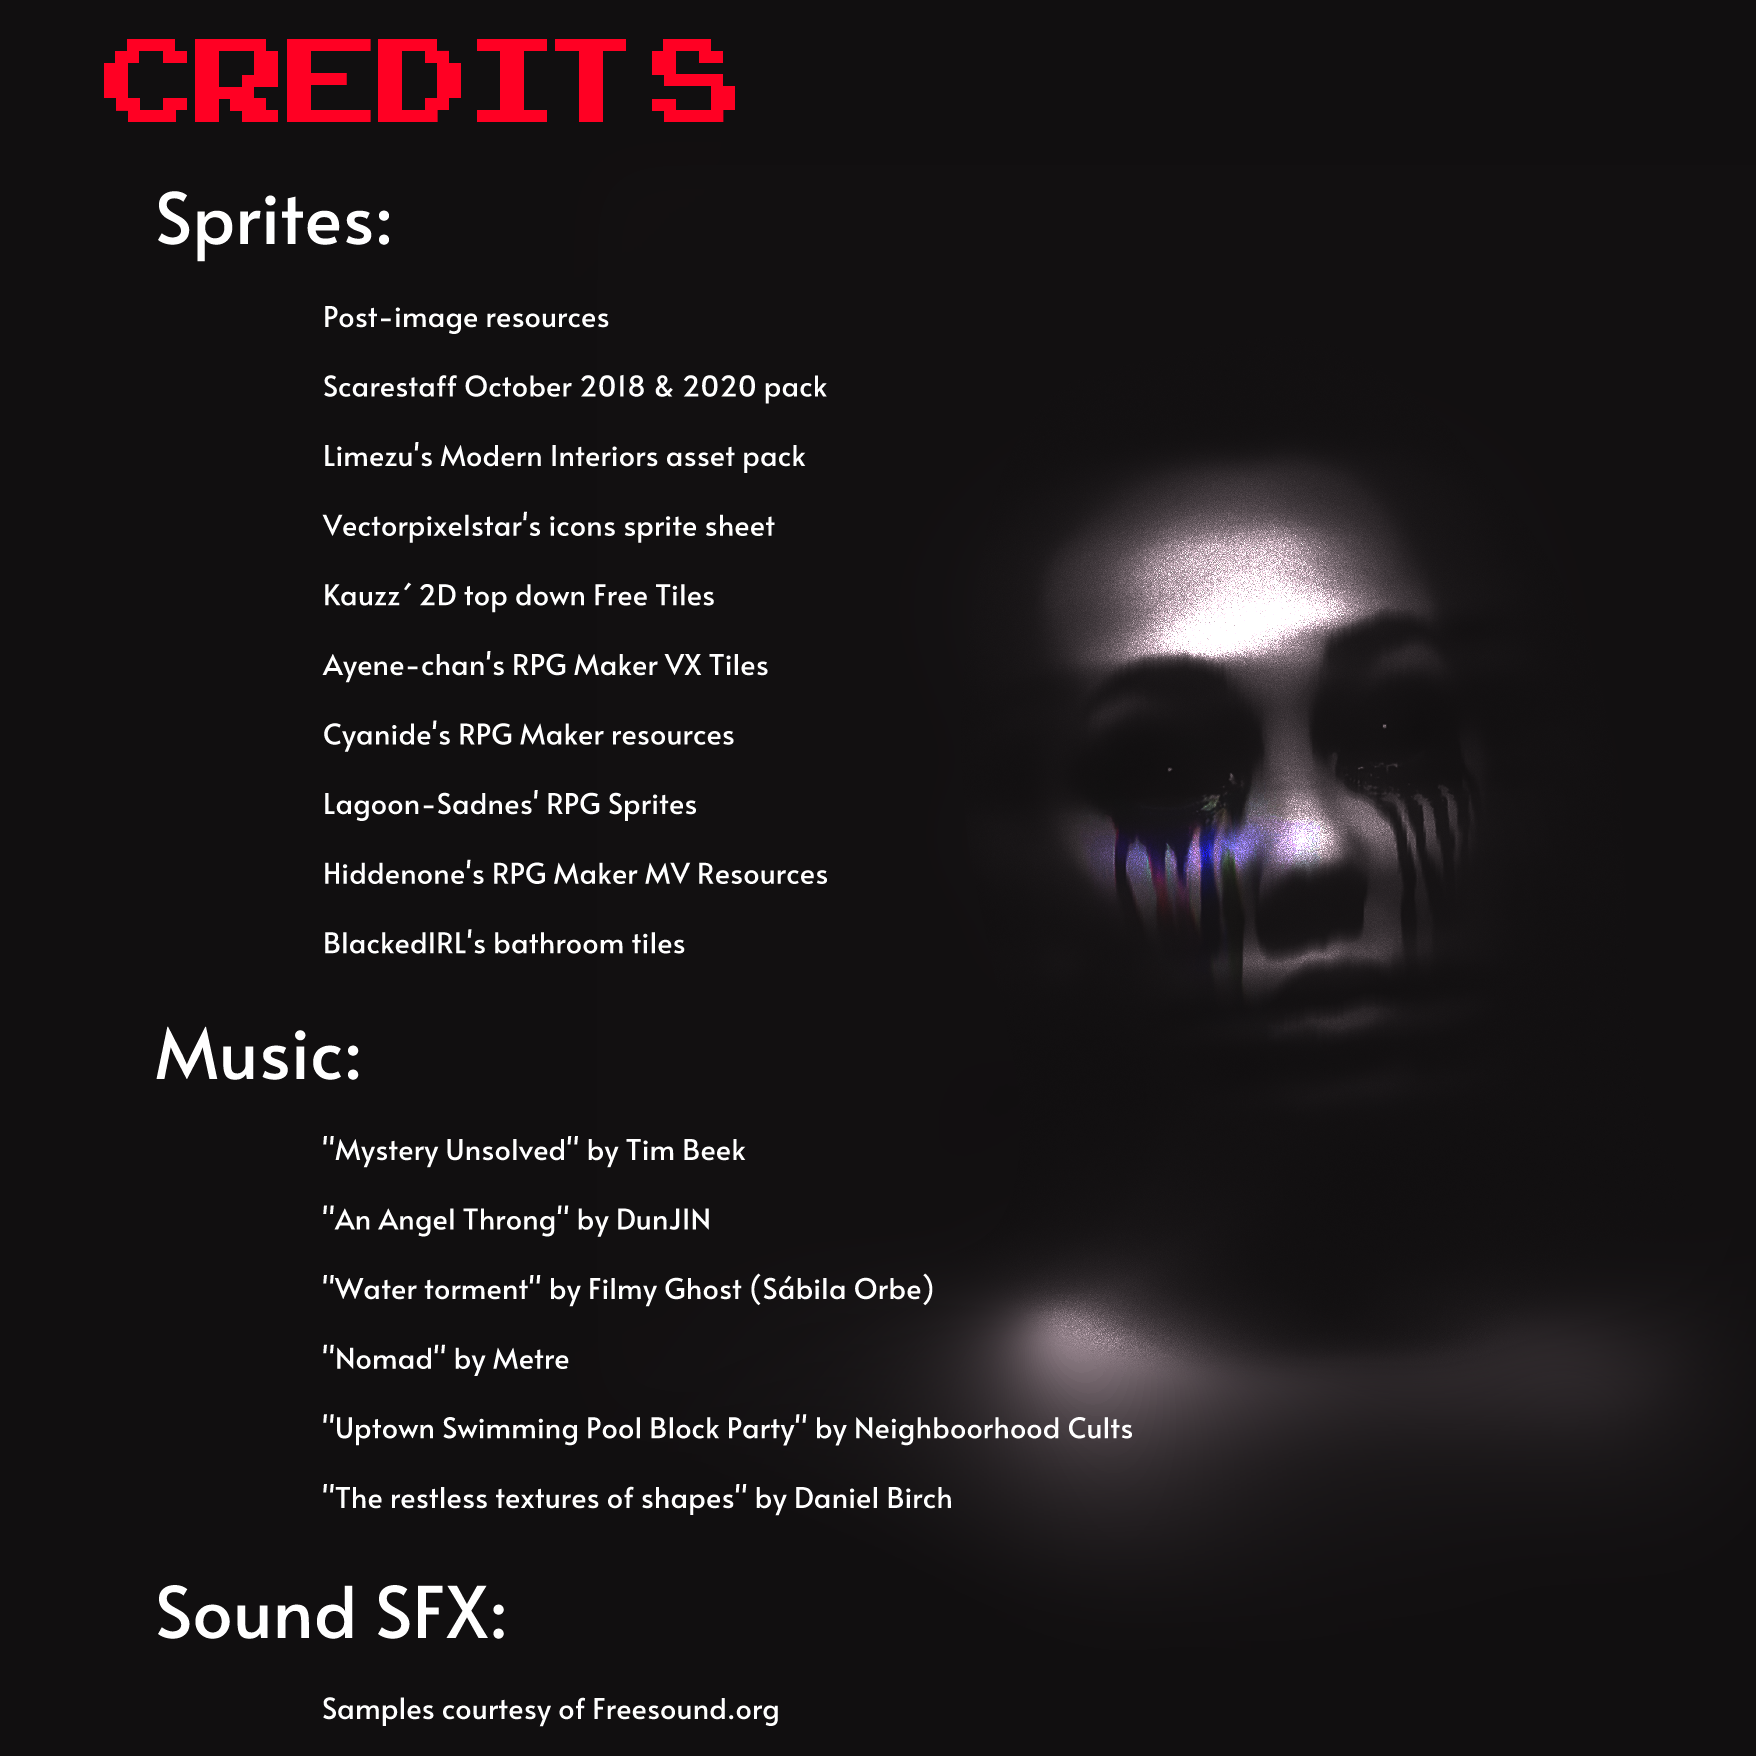 CREDITS
Sprites:
Post-image resources
Scarestaff October 2018 & 2020 pack
Limezu's Modern Interiors asset pack
Vectorpixelstar's icons sprite sheet
Kauzz´ 2D top down Free Tiles
Ayene-chan's RPG Maker VX Tiles
Cyanide's RPG Maker resources
Lagoon-Sadnes' RPG Sprites
Hiddenone's RPG Maker MV Resources
BlackedIRL's bathroom tiles
Music:
"Mystery Unsolved" by Tim Beek
"An Angel Throng" by DunJIN
"Water torment" by Filmy Ghost (Sábila Orbe)
"Nomad" by Metre
"Uptown Swimming Pool Block Party" by Neighboorhood Cults
"The restless textures of shapes" by Daniel Birch
Sound SFX:
Samples courtesy of Freesound.org